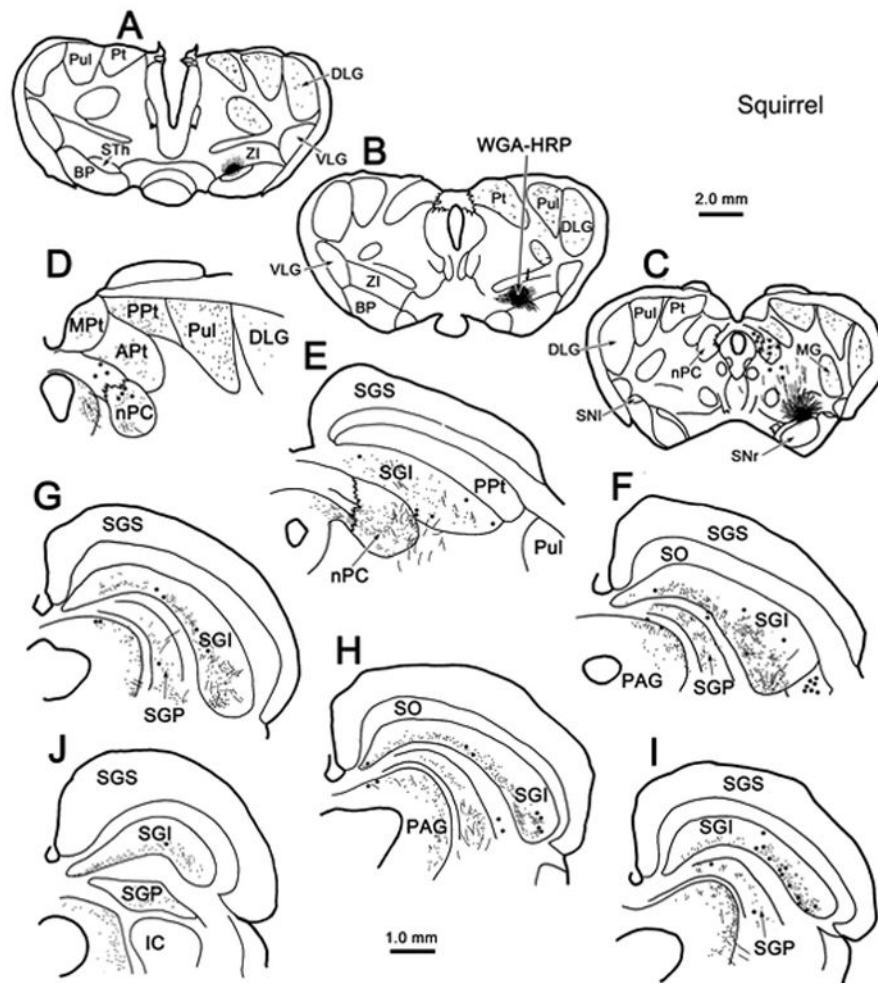 A
Pul
Pt
DLG
STh
BP
ZI
VLG
Squirrel
B
WGA-HRP
Pt
Pul
DLG
VLG
ZI
BP
2.0 mm
C
Pul
Pt
DLG
nPC
MG
SNl
SNr
D
MPt
PPt
APt
Pul
DLG
nPC
E
SGS
SGI
PPt
nPC
Pul
G
SGS
SGI
SGP
F
SGS
SO
SGI
PAG
SGP
H
SO
SGI
PAG
J
SGS
SGI
SGP
IC
1.0 mm
I
SGS
SGI
SGP